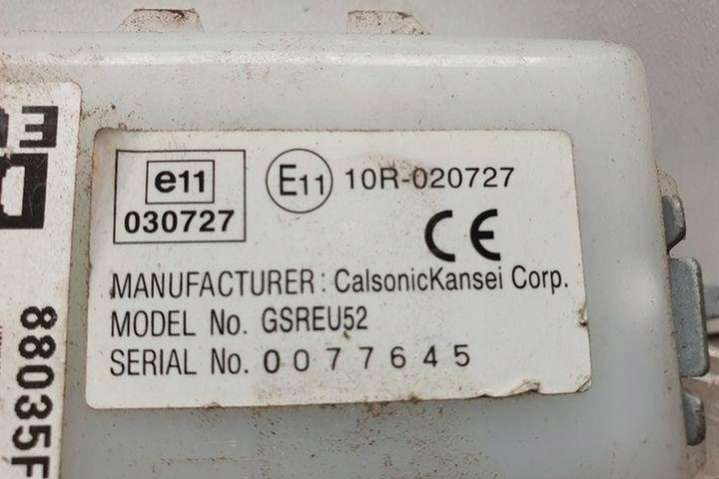 e11
030727
E11 10R-020727
CE
MANUFACTURER: CalsonicKansei Corp.
MODEL No. GSREU52
SERIAL No. 0077645
88035F